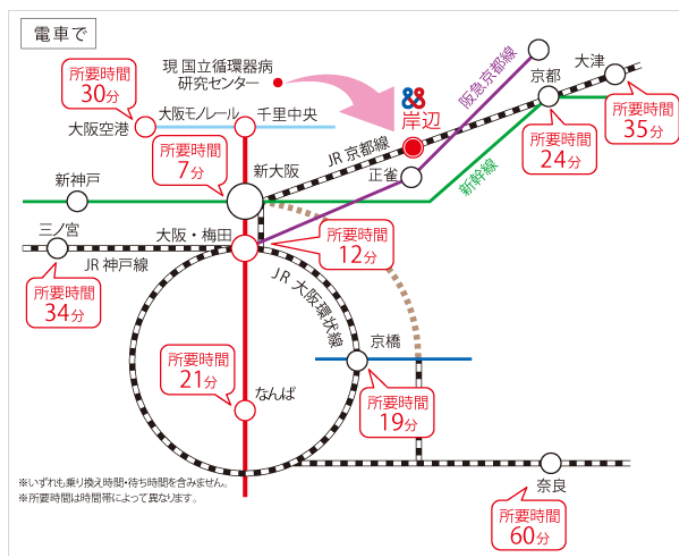 電車で
現 国立循環器病
研究センター
所要時間
30分
大阪空港
大阪モノレール
千里中央
岸辺
阪急京都線
京都
大津
所要時間
35分
所要時間
24分
所要時間
7分
新大阪
JR 京都線
正雀
新幹線
新神戸
三ノ宮
JR 神戸線
大阪・梅田
所要時間
12分
所要時間
34分
JR 大阪環状線
京橋
所要時間
21分
なんば
所要時間
19分
奈良
所要時間
60分
※いずれも乗り換え時間・待ち時間を含みません。
※所要時間は時間帯によって異なります。